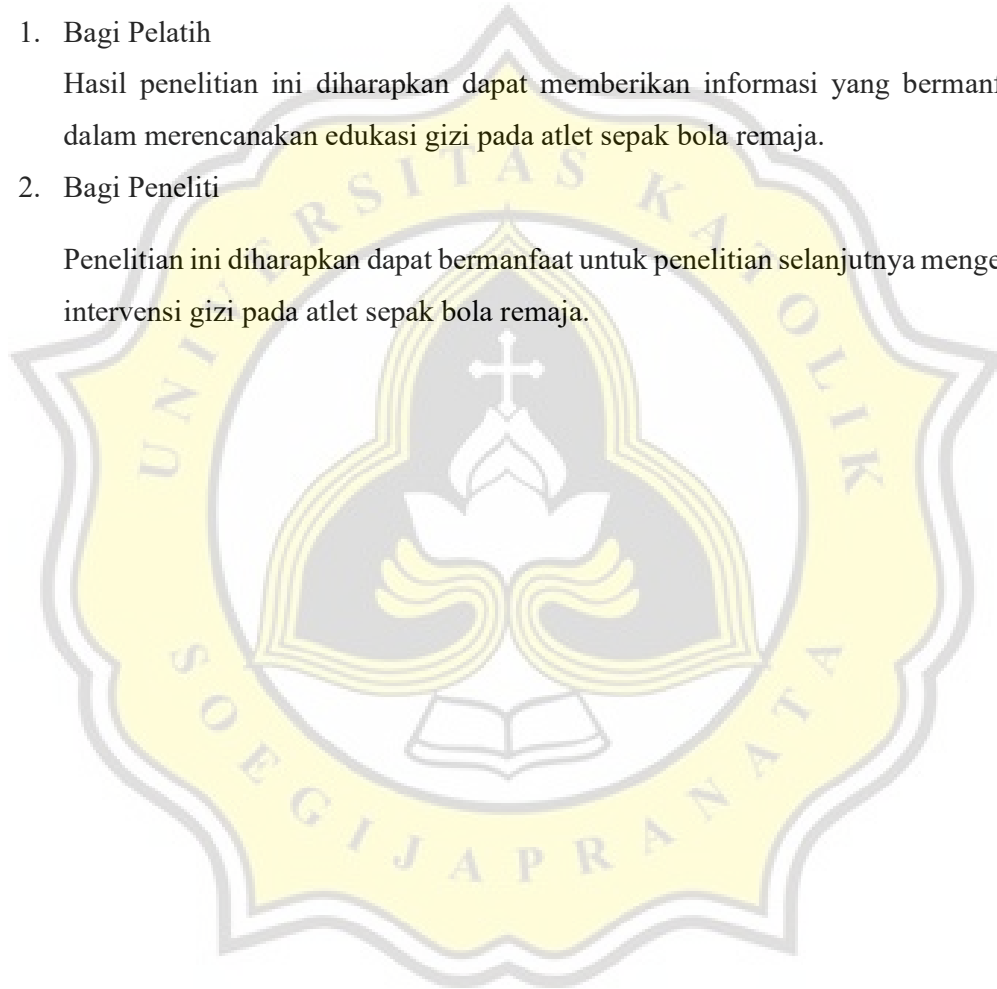 1. Bagi Pelatih
Hasil penelitian ini diharapkan dapat memberikan informasi yang
dalam merencanakan edukasi gizi pada atlet sepak bola remaja.
2. Bagi Peneliti
Penelitian ini diharapkan dapat bermanfaat untuk penelitian selanjutnya
intervensi gizi pada atlet sepak bola remaja.
UNIVERSITAS KATOLIK
SOEGIJAPRANATA